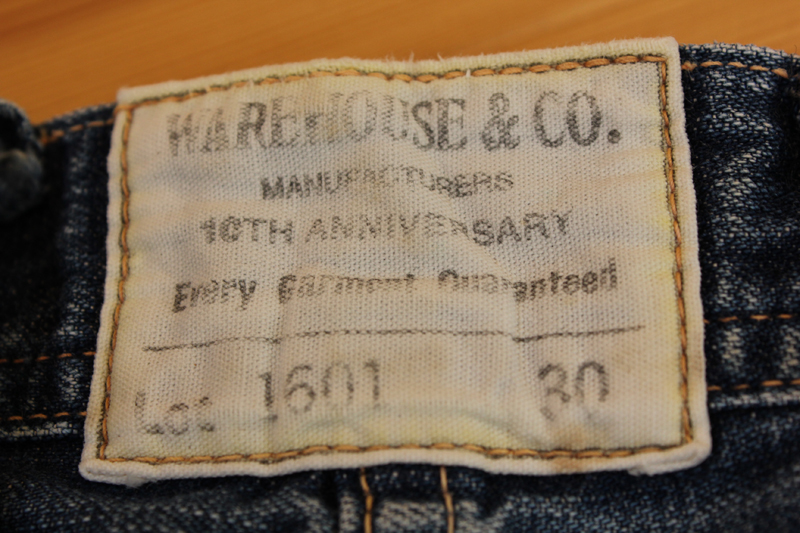 WAREHOUSE & CO.
MANUFACTURERS
10TH ANNIVERSARY
Every Garment Guaranteed
Lot 1601 30